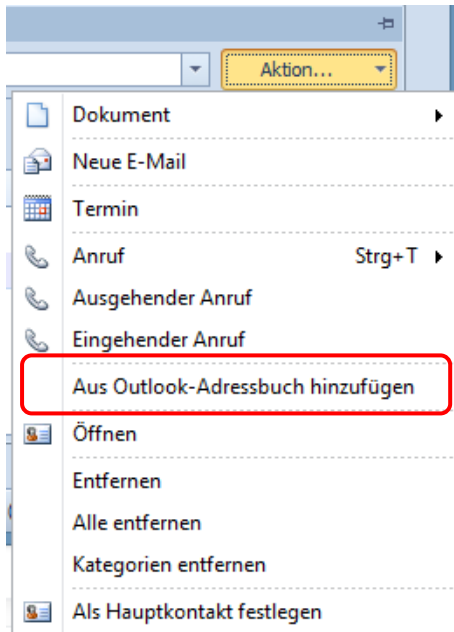 Aktion...
Dokument
Neue E-Mail
Termin
Anruf Strg+T
Ausgehender Anruf
Eingehender Anruf
Aus Outlook-Adressbuch hinzufügen
Öffnen
Entfernen
Alle entfernen
Kategorien entfernen
Als Hauptkontakt festlegen